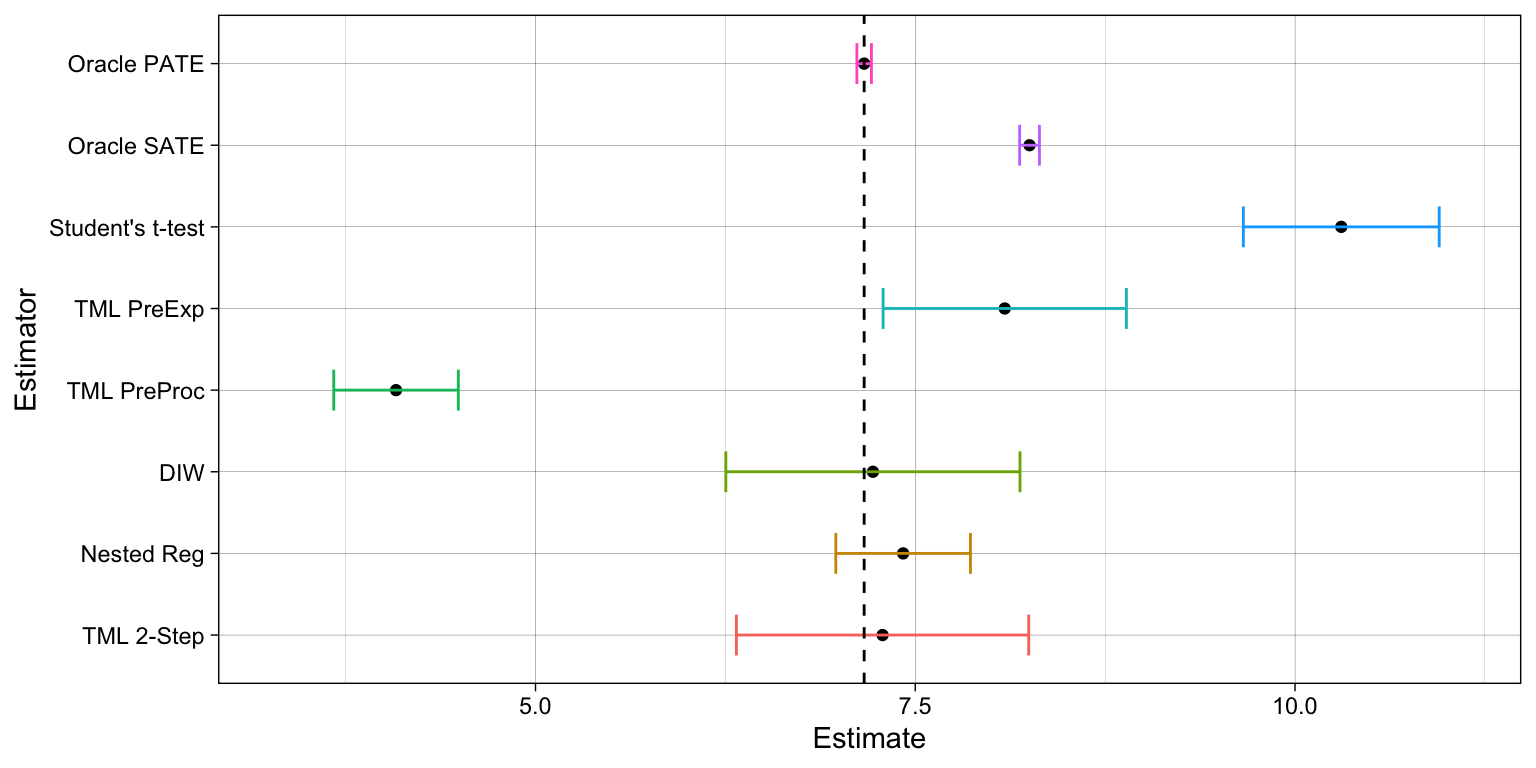 Oracle PATE
Oracle SATE
Student's t-test
TML PreExp
TML PreProc
DIW
Nested Reg
TML 2-Step
Estimator
5.0 7.5 10.0
Estimate